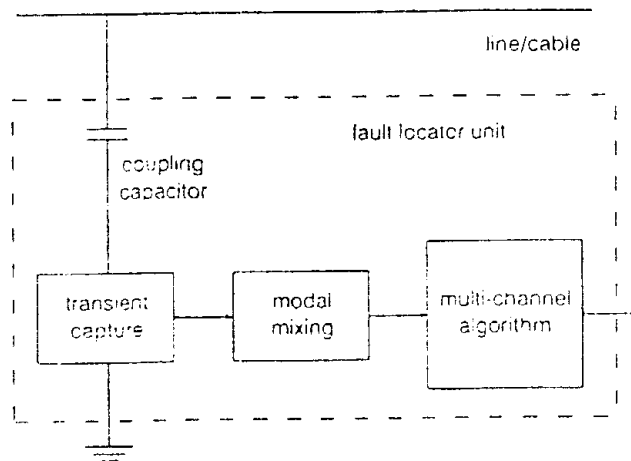 line/cable
fault locator unit
coupling
capacitor
transient
capture
modal
mixing
multi-channel
algorithm